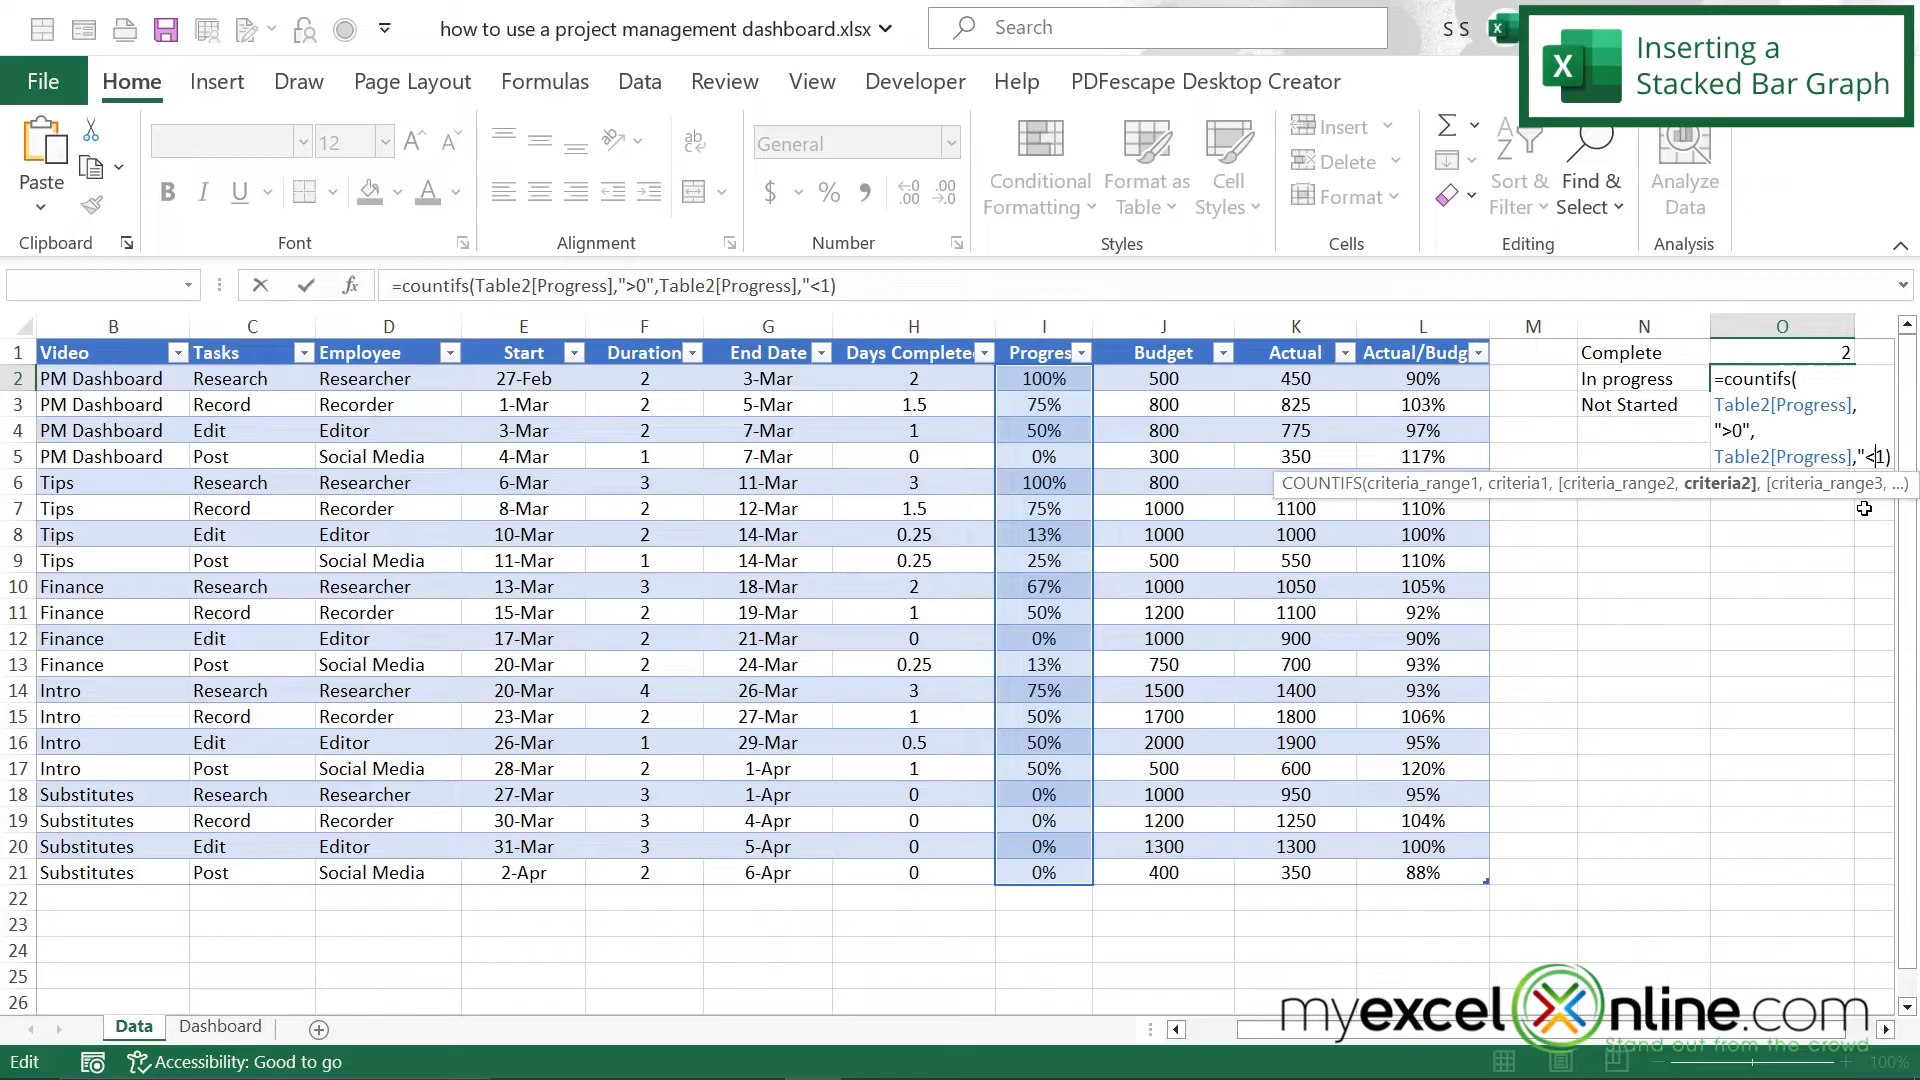 how to use a project management dashboard.xlsx
Search
S S
Inserting a
Stacked Bar Graph
File Home Insert Draw Page Layout Formulas Data Review View Developer Help PDFescape Desktop Creator
Paste
12
General
Insert
Delete
Format
Conditional Formatting
Format as Table
Cell Styles
Sort & Filter
Find & Select
Analyze Data
Clipboard Font Alignment Number Styles Cells Editing Analysis
=countifs(Table2[Progress],">0",Table2[Progress],"<1)
B C D E F G H I J K L M N O
1 Video Tasks Employee Start Duration End Date Days Complete Progres Budget Actual Actual/Budg Complete 2
2 PM Dashboard Research Researcher 27-Feb 2 3-Mar 2 100% 500 450 90% In progress =countifs(
3 PM Dashboard Record Recorder 1-Mar 2 5-Mar 1.5 75% 800 825 103% Not Started Table2[Progress],
4 PM Dashboard Edit Editor 3-Mar 2 7-Mar 1 50% 800 775 97% ">0",
5 PM Dashboard Post Social Media 4-Mar 1 7-Mar 0 0% 300 350 117% Table2[Progress],"<1)
6 Tips Research Researcher 6-Mar 3 11-Mar 3 100% 800 COUNTIFS(criteria_range1, criteria1, [criteria_range2, criteria2], [criteria_range3, ...)
7 Tips Record Recorder 8-Mar 2 12-Mar 1.5 75% 1000 1100 110%
8 Tips Edit Editor 10-Mar 2 14-Mar 0.25 13% 1000 1000 100%
9 Tips Post Social Media 11-Mar 1 14-Mar 0.25 25% 500 550 110%
10 Finance Research Researcher 13-Mar 3 18-Mar 2 67% 1000 1050 105%
11 Finance Record Recorder 15-Mar 2 19-Mar 1 50% 1200 1100 92%
12 Finance Edit Editor 17-Mar 2 21-Mar 0 0% 1000 900 90%
13 Finance Post Social Media 20-Mar 2 24-Mar 0.25 13% 750 700 93%
14 Intro Research Researcher 20-Mar 4 26-Mar 3 75% 1500 1400 93%
15 Intro Record Recorder 23-Mar 2 27-Mar 1 50% 1700 1800 106%
16 Intro Edit Editor 26-Mar 1 29-Mar 0.5 50% 2000 1900 95%
17 Intro Post Social Media 28-Mar 2 1-Apr 1 50% 500 600 120%
18 Substitutes Research Researcher 27-Mar 3 1-Apr 0 0% 1000 950 95%
19 Substitutes Record Recorder 30-Mar 3 4-Apr 0 0% 1200 1250 104%
20 Substitutes Edit Editor 31-Mar 3 5-Apr 0 0% 1300 1300 100%
21 Substitutes Post Social Media 2-Apr 2 6-Apr 0 0% 400 350 88%
22
23
24
25
26
myexcelonline.com
Stand out from the crowd
Data Dashboard
Edit Accessibility: Good to go 100%